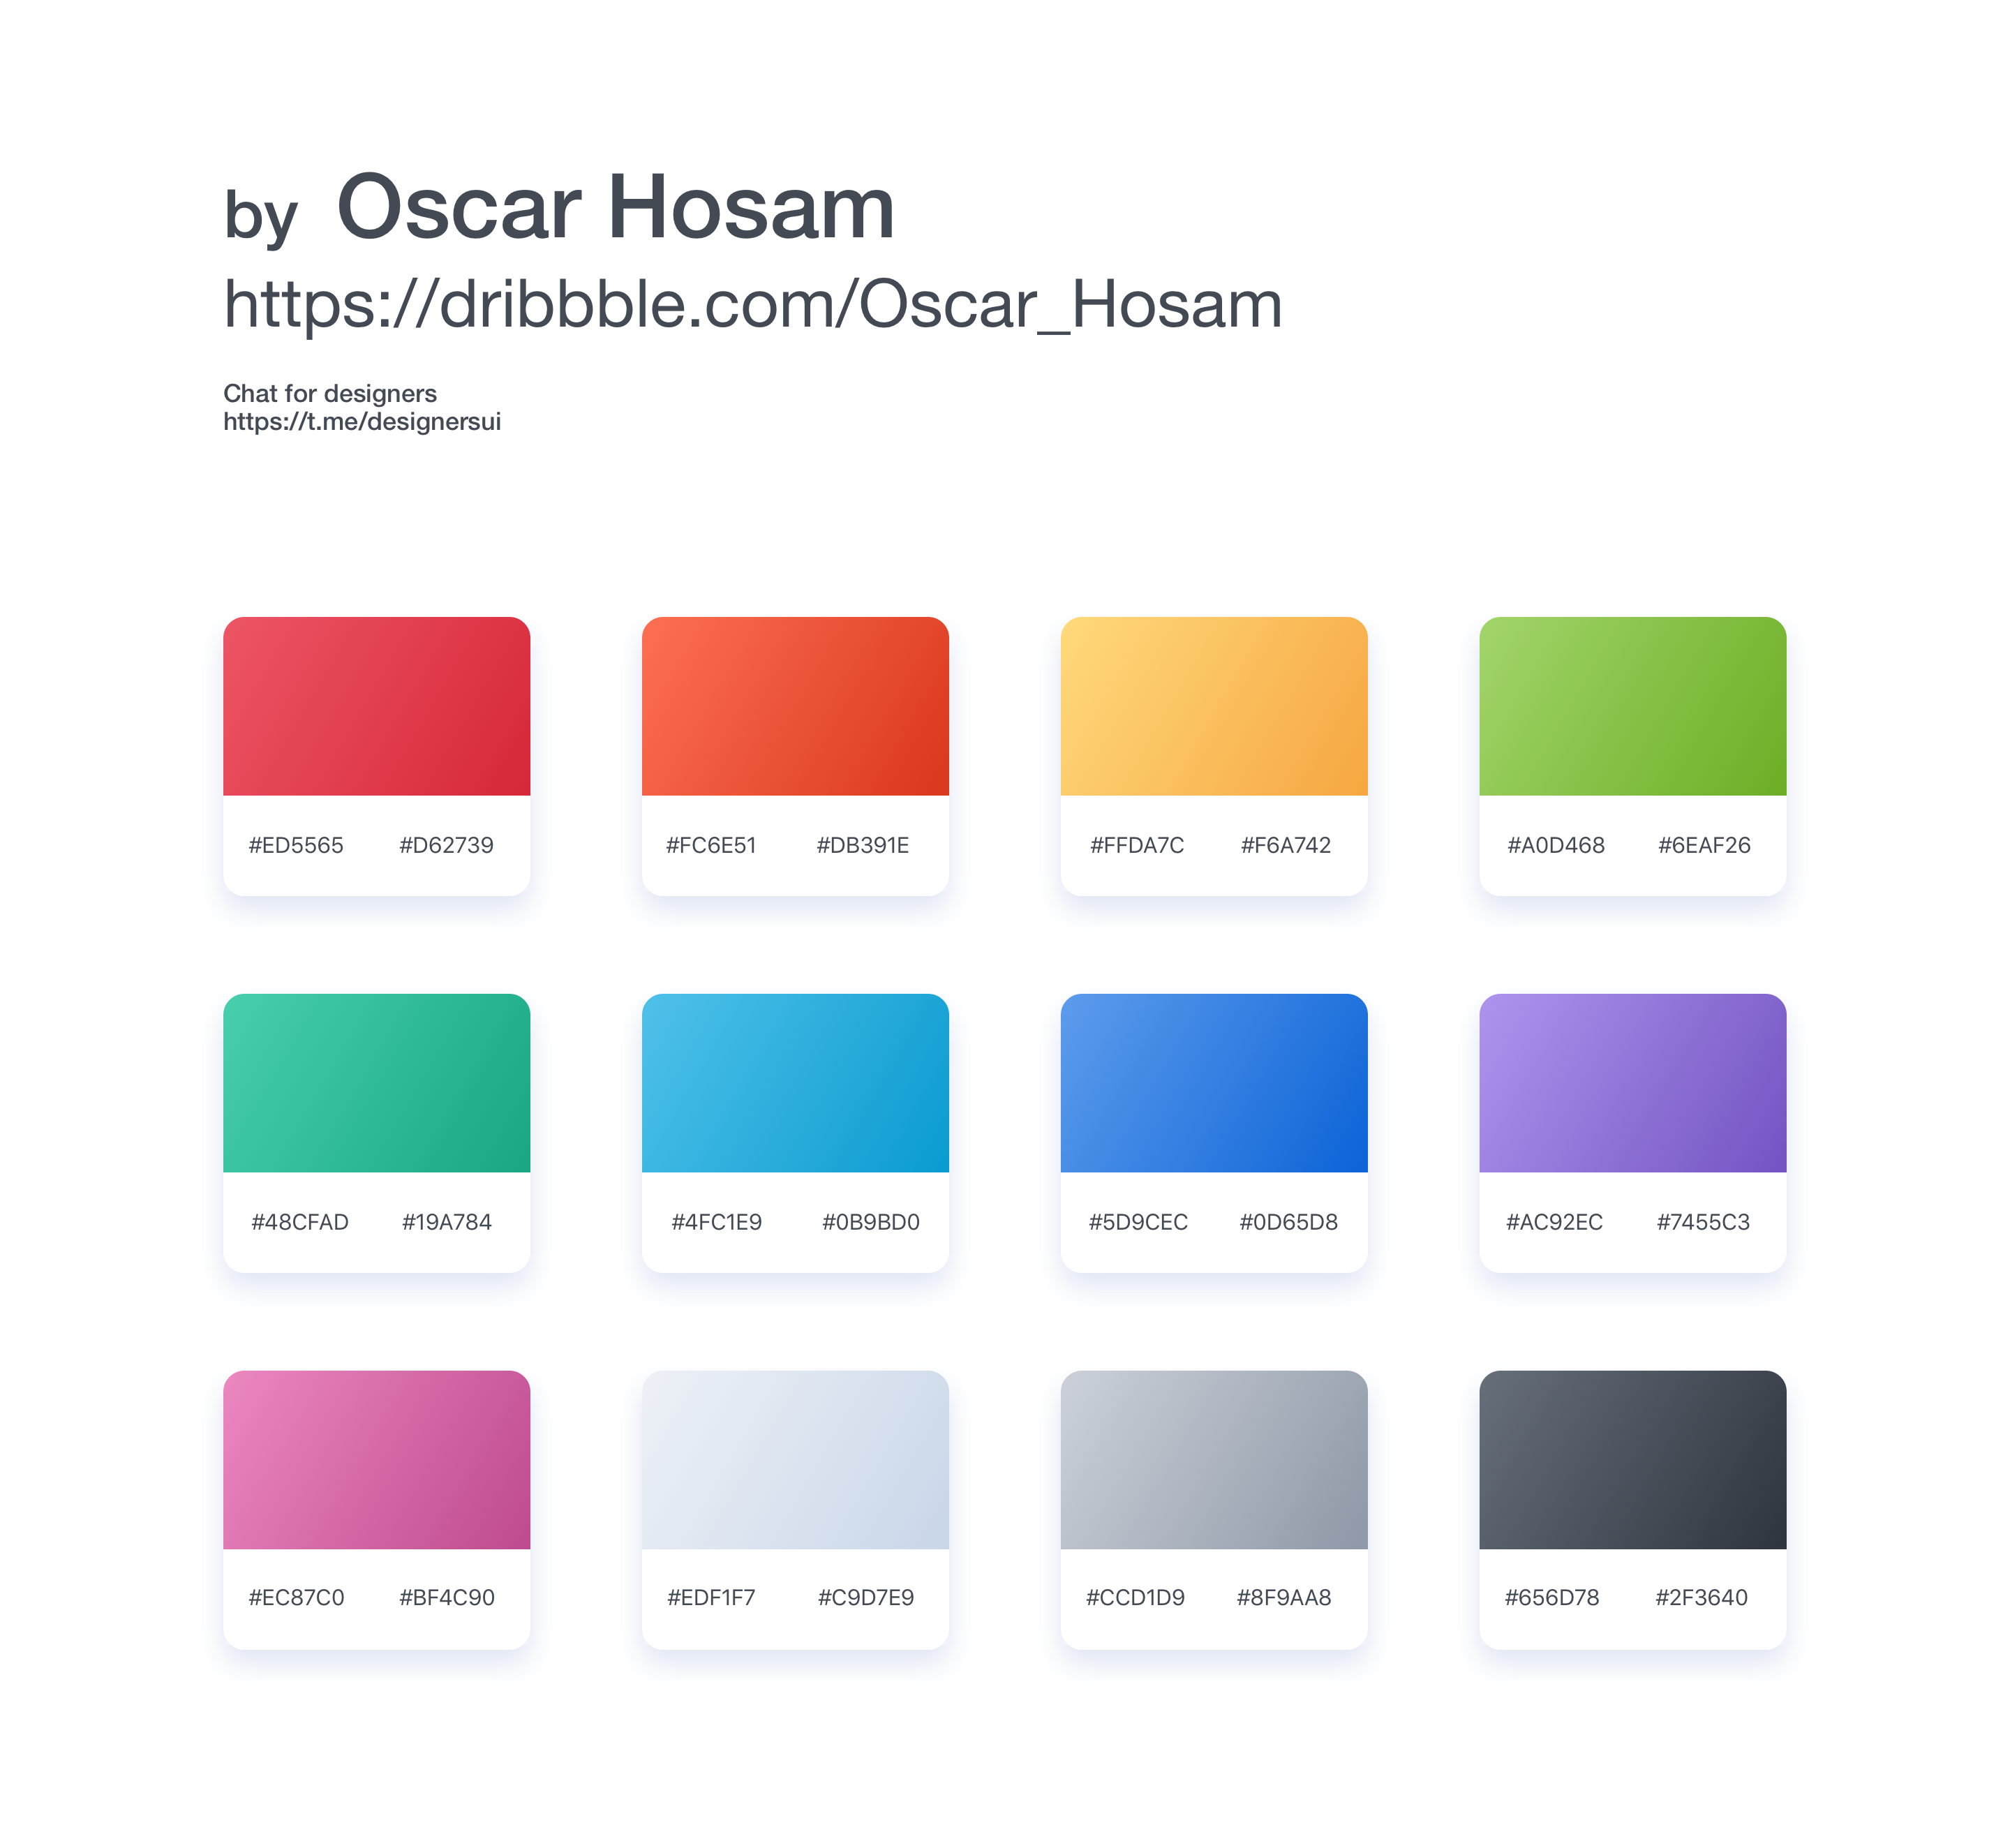 by Oscar Hosam
https://dribbble.com/Oscar_Hosam
Chat for designers
https://t.me/designersui
#ED5565 #D62739
#FC6E51 #DB391E
#FFDA7C #F6A742
#A0D468 #6EAF26
#48CFAD #19A784
#4FC1E9 #0B9BD0
#5D9CEC #0D65D8
#AC92EC #7455C3
#EC87C0 #BF4C90
#EDF1F7 #C9D7E9
#CCD1D9 #8F9AA8
#656D78 #2F3640